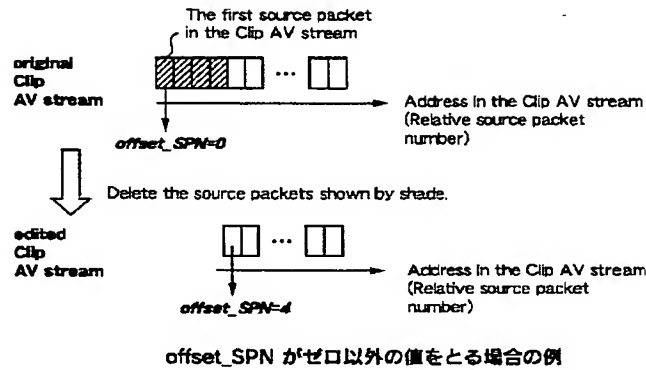 The first source packet
in the Clip AV stream
original
Clip
AV stream
...
Address in the Clip AV stream
(Relative source packet
number)
offset_SPN=0
Delete the source packets shown by shade.
edited
Clip
AV stream
...
Address in the Clip AV stream
(Relative source packet
number)
offset_SPN=4
offset_SPN がゼロ以外の値をとる場合の例